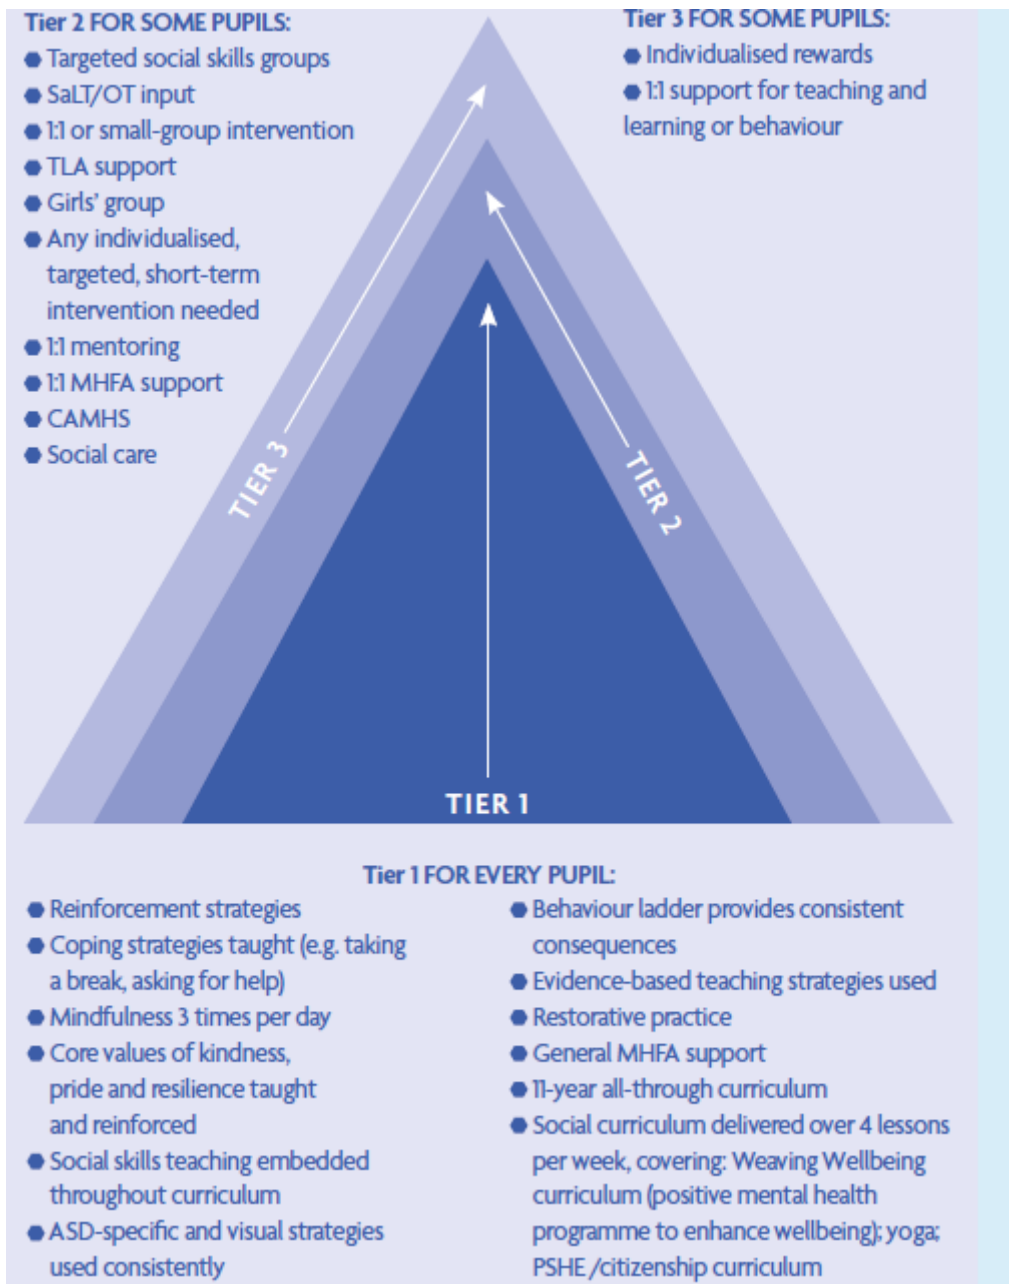 Tier 2 FOR SOME PUPILS:
Targeted social skills groups
SaLT/OT input
1:1 or small-group intervention
TLA support
Girls' group
Any individualised,
targeted, short-term
intervention needed
1:1 mentoring
1:1 MHFA support
CAMHS
Social care
Tier 3 FOR SOME PUPILS:
Individualised rewards
1:1 support for teaching and
learning or behaviour
TIER 3
TIER 2
TIER 1
Tier 1 FOR EVERY PUPIL:
Reinforcement strategies
Coping strategies taught (e.g. taking
a break, asking for help)
Mindfulness 3 times per day
Core values of kindness,
pride and resilience taught
and reinforced
Social skills teaching embedded
throughout curriculum
ASD-specific and visual strategies
used consistently
Behaviour ladder provides consistent
consequences
Evidence-based teaching strategies used
Restorative practice
General MHFA support
11-year all-through curriculum
Social curriculum delivered over 4 lessons
per week, covering: Weaving Wellbeing
curriculum (positive mental health
programme to enhance wellbeing); yoga;
PSHE/citizenship curriculum